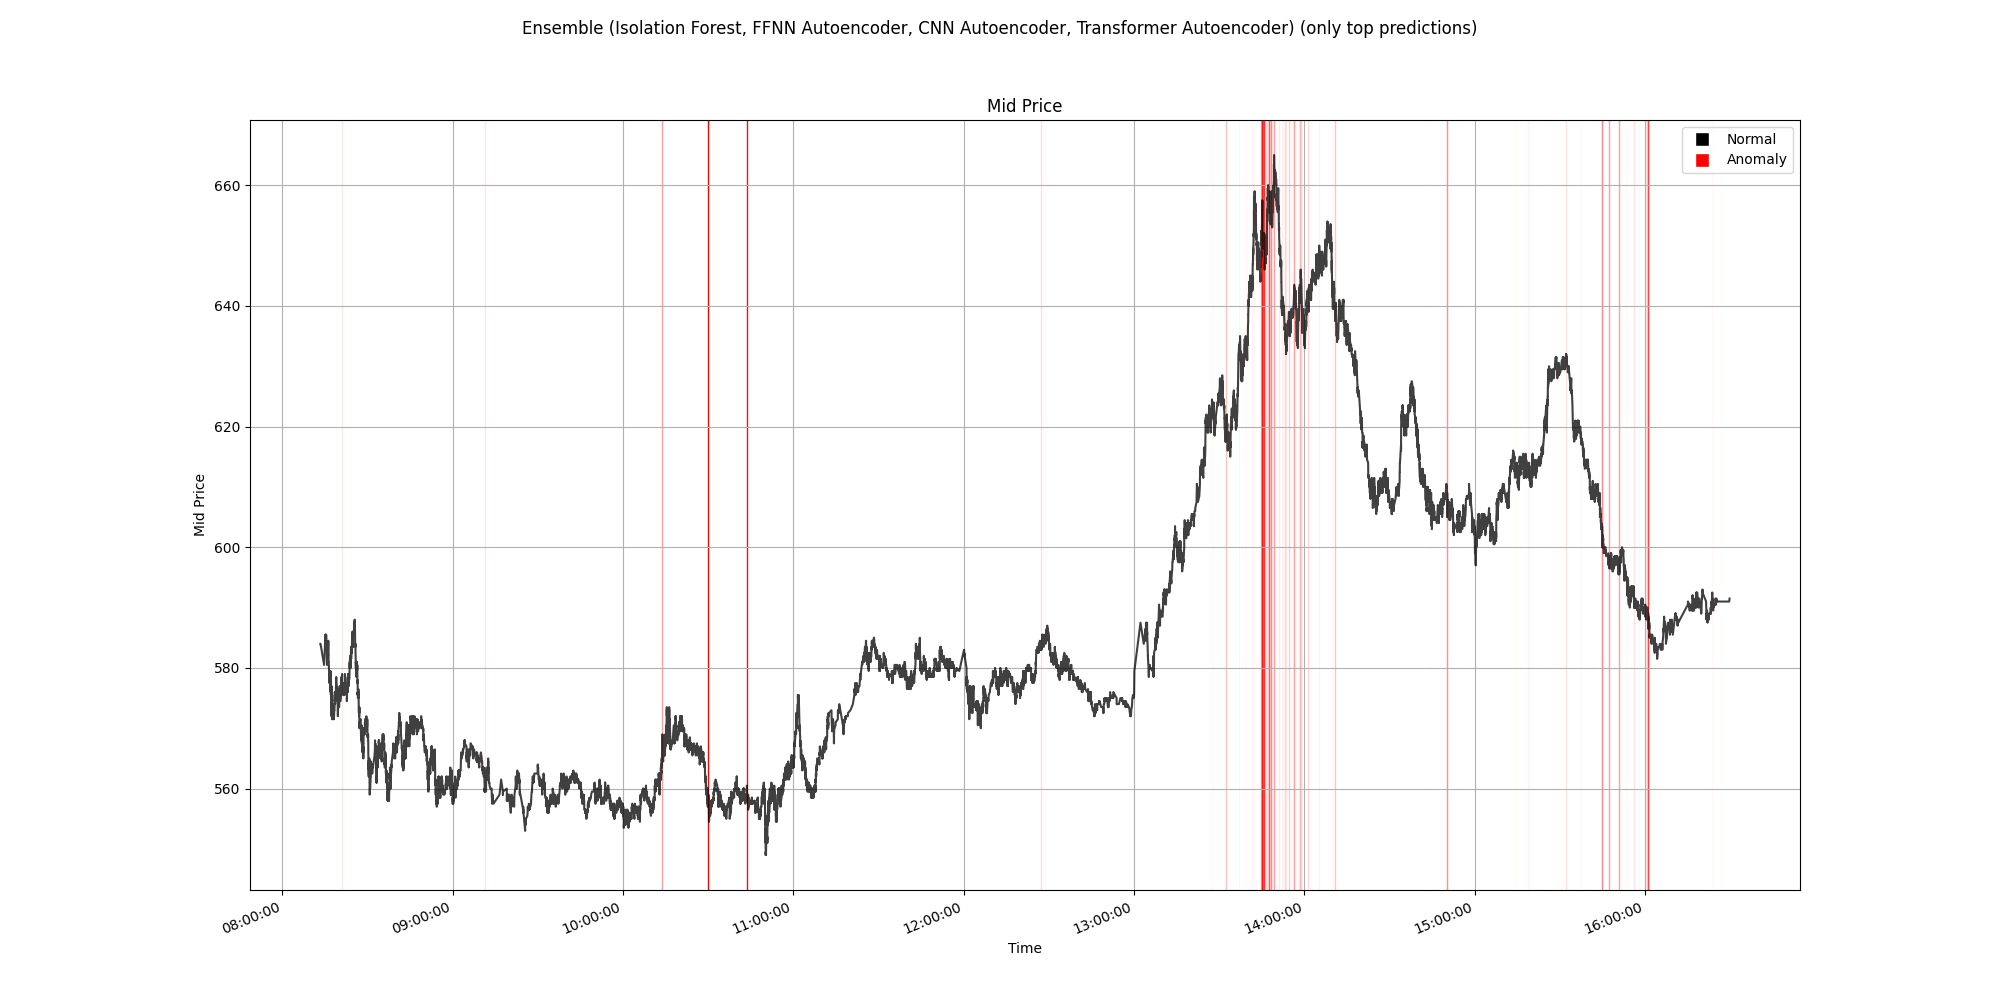 Ensemble (Isolation Forest, FFNN Autoencoder, CNN Autoencoder, Transformer Autoencoder) (only top predictions)
Mid Price
Normal
Anomaly
660
640
620
600
580
560
Mid Price
08:00:00
09:00:00
10:00:00
11:00:00
12:00:00
13:00:00
14:00:00
15:00:00
16:00:00
Time